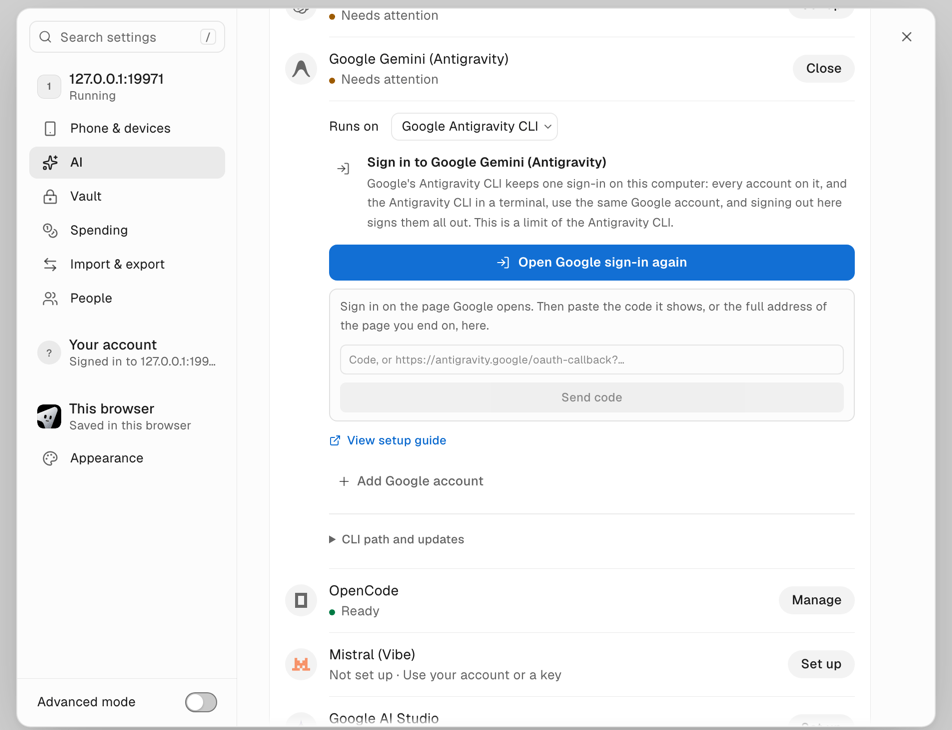 Search settings
/
1
127.0.0.1:19971
Running
Phone & devices
AI
Vault
Spending
Import & export
People
?
Your account
Signed in to 127.0.0.1:199…
This browser
Saved in this browser
Appearance
Advanced mode
Needs attention
Google Gemini (Antigravity)
Needs attention
Close
Runs on
Google Antigravity CLI
Sign in to Google Gemini (Antigravity)
Google's Antigravity CLI keeps one sign-in on this computer: every account on it, and
the Antigravity CLI in a terminal, use the same Google account, and signing out here
signs them all out. This is a limit of the Antigravity CLI.
Open Google sign-in again
Sign in on the page Google opens. Then paste the code it shows, or the full address of
the page you end on, here.
Code, or https://antigravity.google/oauth-callback?…
Send code
View setup guide
Add Google account
CLI path and updates
OpenCode
Ready
Manage
Mistral (Vibe)
Not set up · Use your account or a key
Set up
Google AI Studio